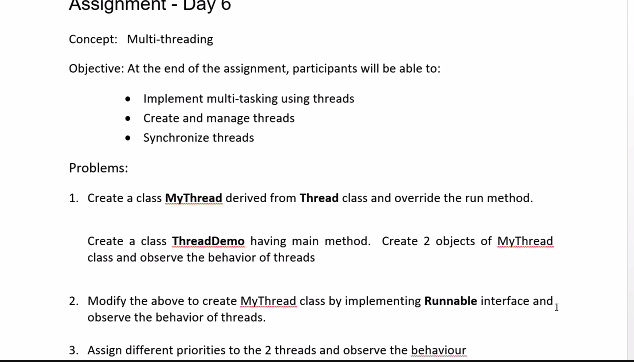 Assignment - Day 6
Concept: Multi-threading
Objective: At the end of the assignment, participants will be able to:
• Implement multi-tasking using threads
• Create and manage threads
• Synchronize threads
Problems:
1. Create a class MyThread derived from Thread class and override the run method.
Create a class ThreadDemo having main method. Create 2 objects of MyThread
class and observe the behavior of threads
2. Modify the above to create MyThread class by implementing Runnable interface and
observe the behavior of threads.
3. Assign different priorities to the 2 threads and observe the behaviour